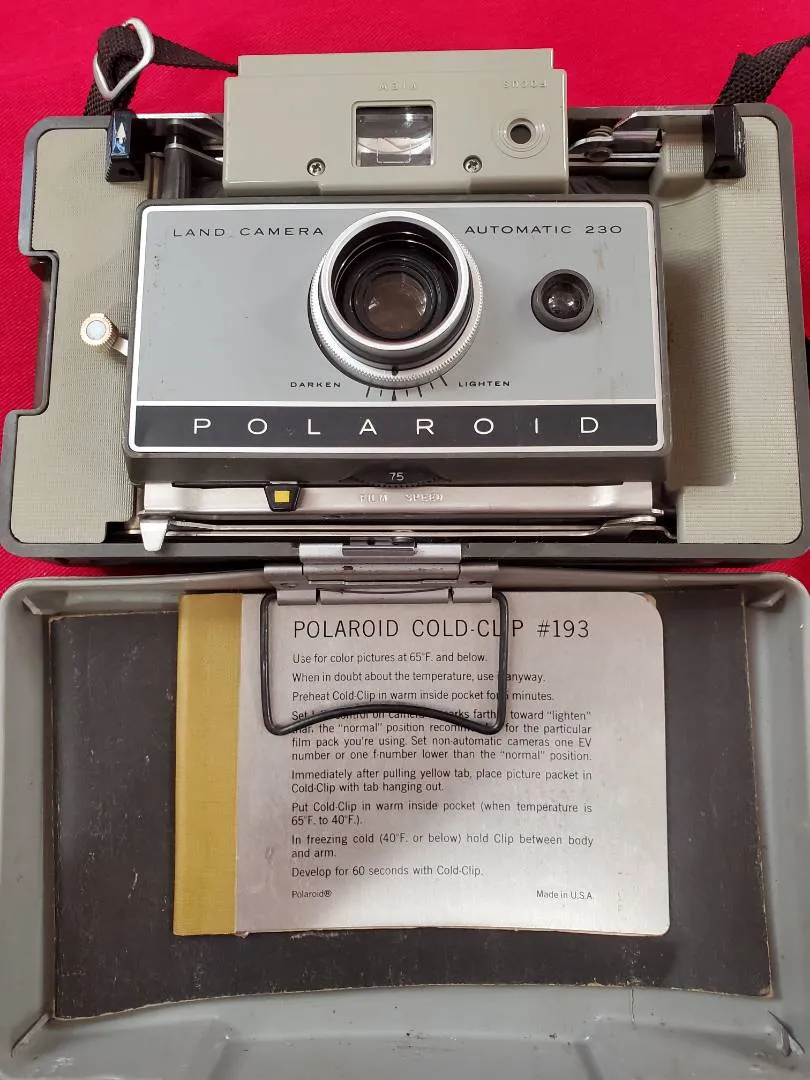 VIEW FOCUS
LAND CAMERA AUTOMATIC 230
DARKEN LIGHTEN
POLAROID
75
FILM SPEED
POLAROID COLD-CLIP #193
Use for color pictures at 65°F. and below.
When in doubt about the temperature, use anyway.
Preheat Cold-Clip in warm inside pocket for 5 minutes.
Set control on camera marks farther toward "lighten"
than the "normal" position for the particular
film pack you're using. Set non-automatic cameras one EV
number or one f-number lower than the "normal" position.
Immediately after pulling yellow tab, place picture packet in
Cold-Clip with tab hanging out.
Put Cold-Clip in warm inside pocket (when temperature is
65°F. to 40°F.).
In freezing cold (40°F. or below) hold Clip between body
and arm.
Develop for 60 seconds with Cold-Clip.
Polaroid® Made in U.S.A.